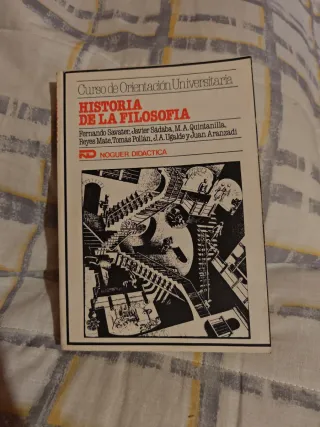 Curso de Orientación Universitaria
HISTORIA
DE LA FILOSOFIA
Fernando Savater, Javier Sádaba, M. A. Quintanilla,
Reyes Mate, Tomás Pollán, J. A. Ugalde y Juan Aranzadi
ND NOGUER DIDACTICA